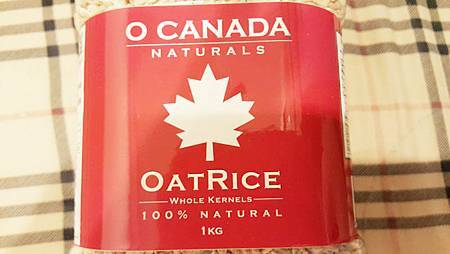 O CANADA
NATURALS
OATRICE
WHOLE KERNELS
100% NATURAL
1KG